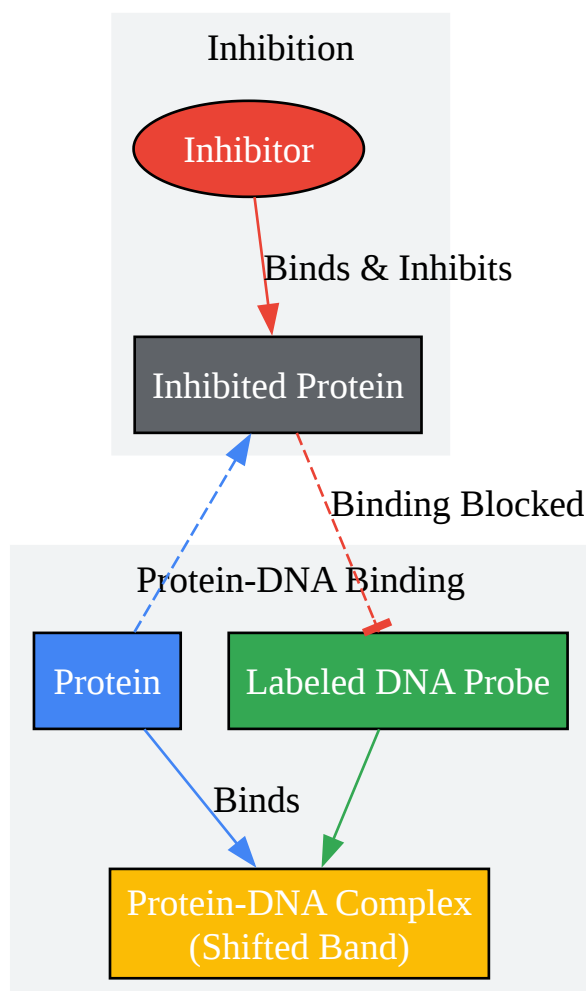 Inhibition
Inhibitor
Binds & Inhibits
Inhibited Protein
Binding Blocked
Protein-DNA Binding
Protein
Labeled DNA Probe
Binds
Protein-DNA Complex
(Shifted Band)